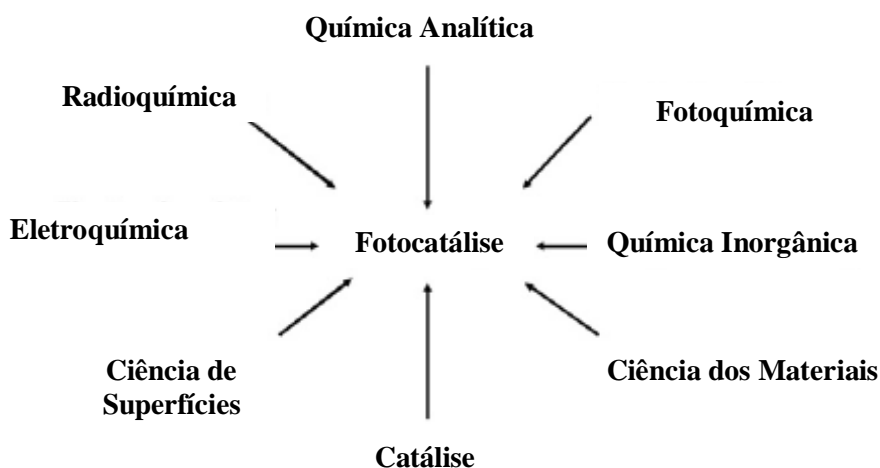 Química Analítica
Radioquímica
Fotoquímica
Eletroquímica
Fotocatálise
Química Inorgânica
Ciência de
Superfícies
Ciência dos Materiais
Catálise